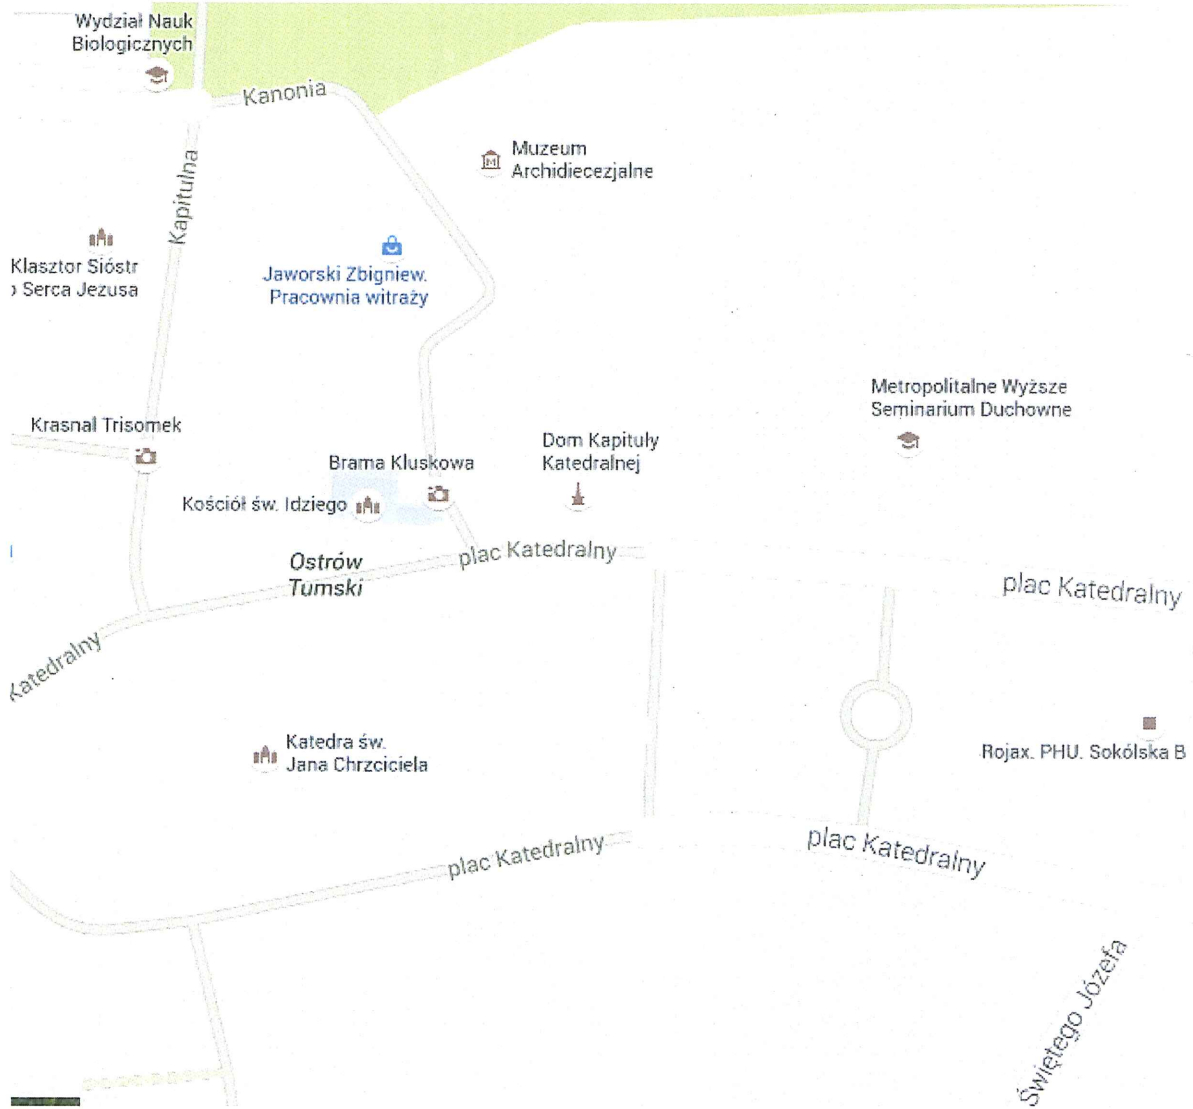 Wydział Nauk
Biologicznych
Kanonia
Muzeum
Archidiecezjalne
Kapitulna
Klasztor Sióstr
Serca Jezusa
Jaworski Zbigniew.
Pracownia witraży
Metropolitalne Wyższe
Seminarium Duchowne
Krasnal Trisomek
Dom Kapituły
Katedralnej
Brama Kluskowa
Kościół św. Idziego
Ostrów
Tumski
plac Katedralny
plac Katedralny
Katedralny
Katedra św.
Jana Chrzciciela
Rojax. PHU. Sokólska B
plac Katedralny
plac Katedralny
Świętego Józefa